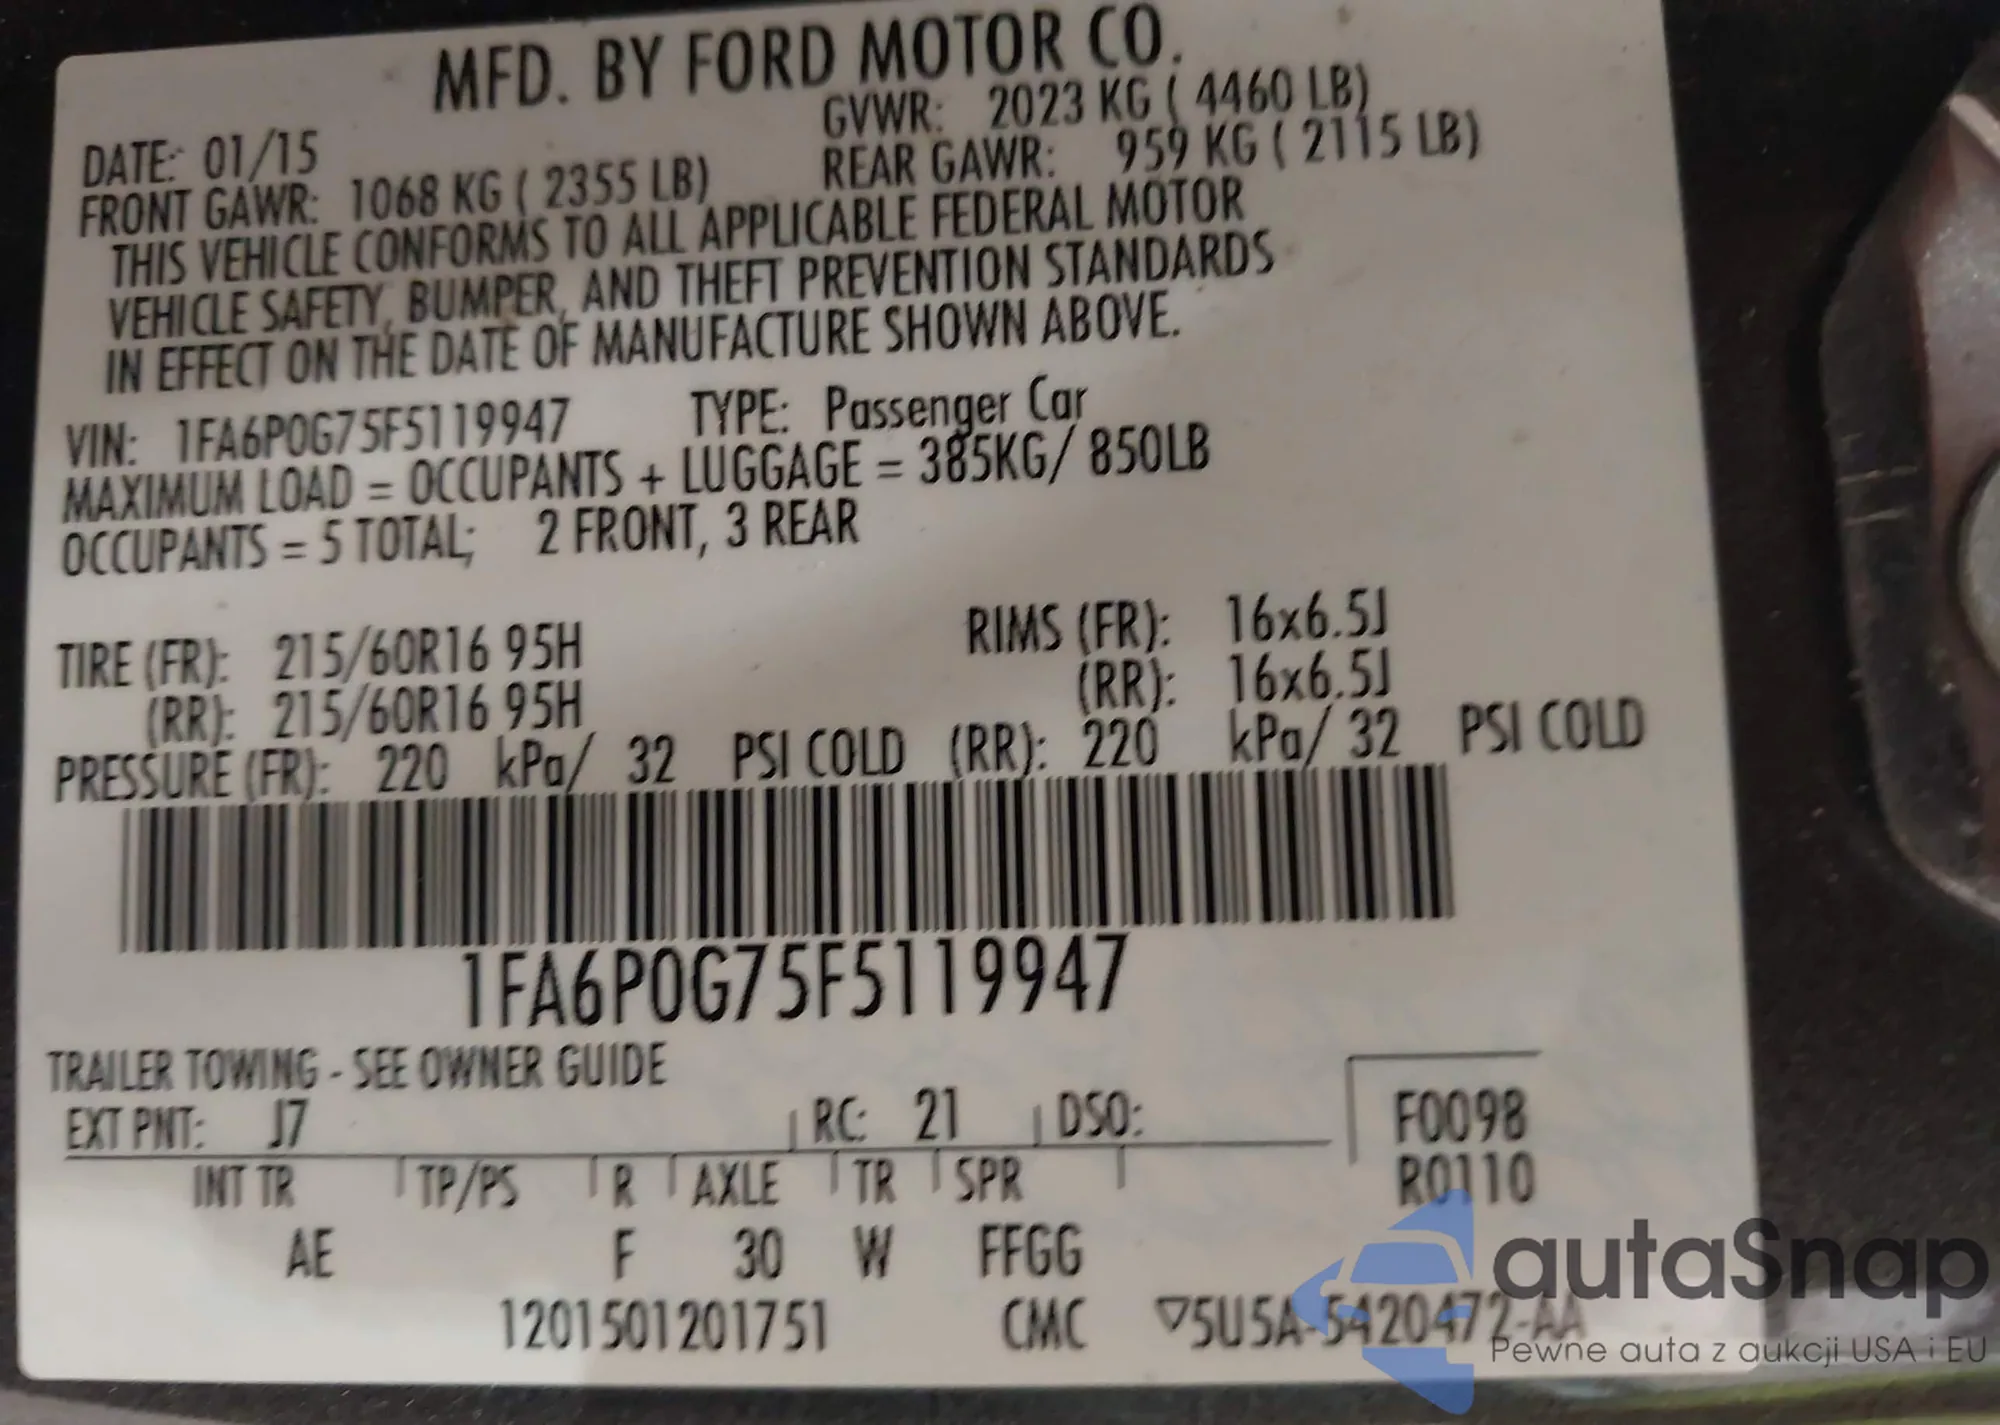 MFD. BY FORD MOTOR CO.
DATE: 01/15 GVWR: 2023 KG ( 4460 LB)
FRONT GAWR: 1068 KG ( 2355 LB) REAR GAWR: 959 KG ( 2115 LB)
THIS VEHICLE CONFORMS TO ALL APPLICABLE FEDERAL MOTOR
VEHICLE SAFETY, BUMPER, AND THEFT PREVENTION STANDARDS
IN EFFECT ON THE DATE OF MANUFACTURE SHOWN ABOVE.
VIN: 1FA6P0G75F5119947 TYPE: Passenger Car
MAXIMUM LOAD = OCCUPANTS + LUGGAGE = 385KG/ 850LB
OCCUPANTS = 5 TOTAL; 2 FRONT, 3 REAR
TIRE (FR): 215/60R16 95H RIMS (FR): 16x6.5J
(RR): 215/60R16 95H (RR): 16x6.5J
PRESSURE (FR): 220 kPa/ 32 PSI COLD (RR): 220 kPa/ 32 PSI COLD
1FA6P0G75F5119947
TRAILER TOWING - SEE OWNER GUIDE
EXT PNT: J7 RC: 21 DSO: F0098
INT TR TP/PS R AXLE TR SPR R0110
AE F 30 W FFGG
1201501201751 CMC ▽5U5A-5420472-AA
autaSnap
Pewne auta z aukcji USA i EU